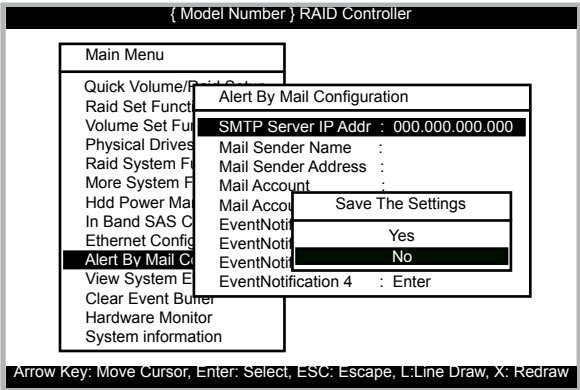 { Model Number } RAID Controller
Main Menu
Quick Volume/Raid Setup
Raid Set Functi
Volume Set Fun
Physical Drives
Raid System Fu
More System F
Hdd Power Ma
In Band SAS C
Ethernet Config
Alert By Mail Co
View System E
Clear Event Buffer
Hardware Monitor
System information
Alert By Mail Configuration
SMTP Server IP Addr : 000.000.000.000
Mail Sender Name :
Mail Sender Address :
Mail Account :
Mail Accou
EventNotif
EventNotif
EventNotif
EventNotification 4 : Enter
Save The Settings
Yes
No
Arrow Key: Move Cursor, Enter: Select, ESC: Escape, L:Line Draw, X: Redraw